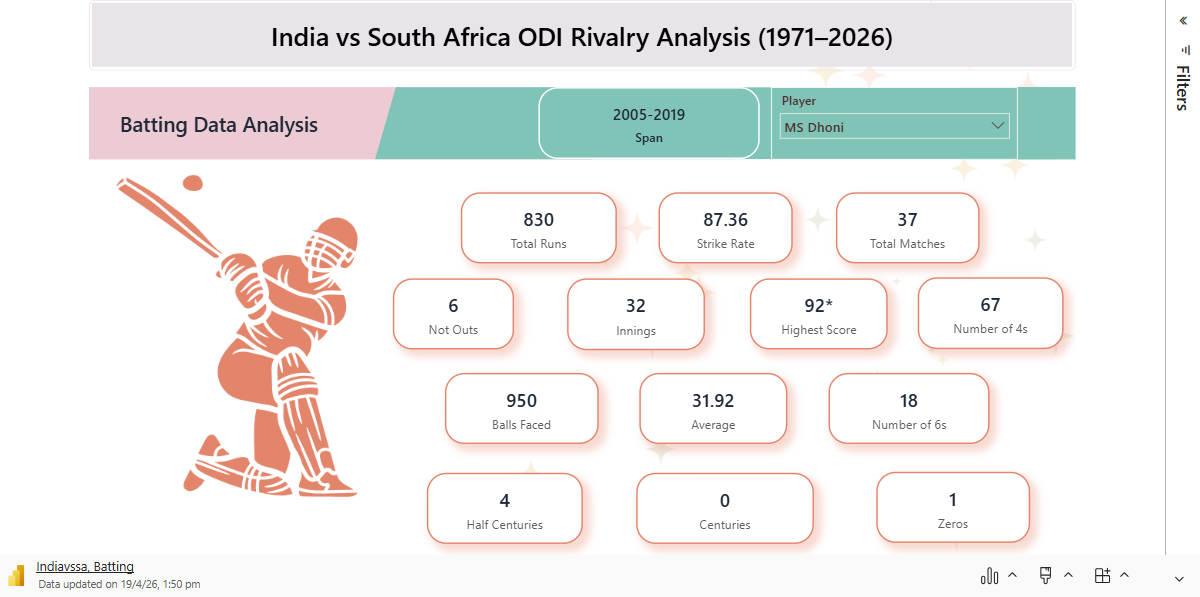 India vs South Africa ODI Rivalry Analysis (1971–2026)
Filters
Batting Data Analysis
2005-2019
Span
Player
MS Dhoni
830
Total Runs
87.36
Strike Rate
37
Total Matches
6
Not Outs
32
Innings
92*
Highest Score
67
Number of 4s
950
Balls Faced
31.92
Average
18
Number of 6s
4
Half Centuries
0
Centuries
1
Zeros
Indiavssa, Batting
Data updated on 19/4/26, 1:50 pm